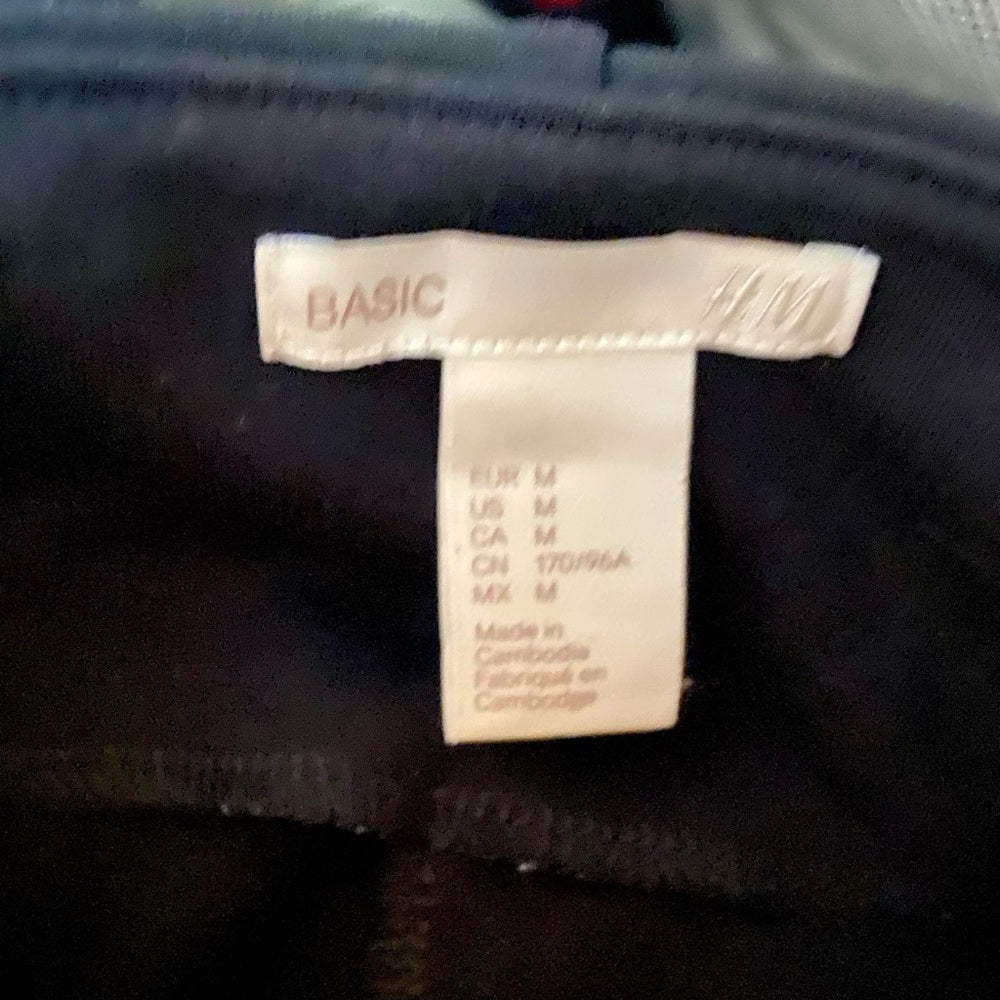 BASIC H&M
EUR M
US M
CA M
CN 170/96A
MX M
Made in
Cambodia
Fabriqué en
Cambodge